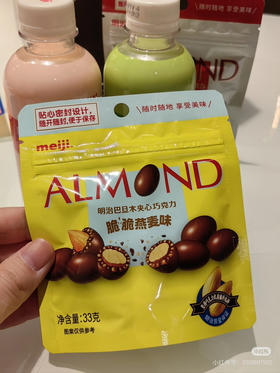 随时随地 享受美味
贴心密封设计,
随开随封,便于保存
随时随地 享受美味
meiji
ALMOND
明治巴旦木夹心巧克力
脆脆燕麦味
净含量:33克
图案仅供参考
小红书